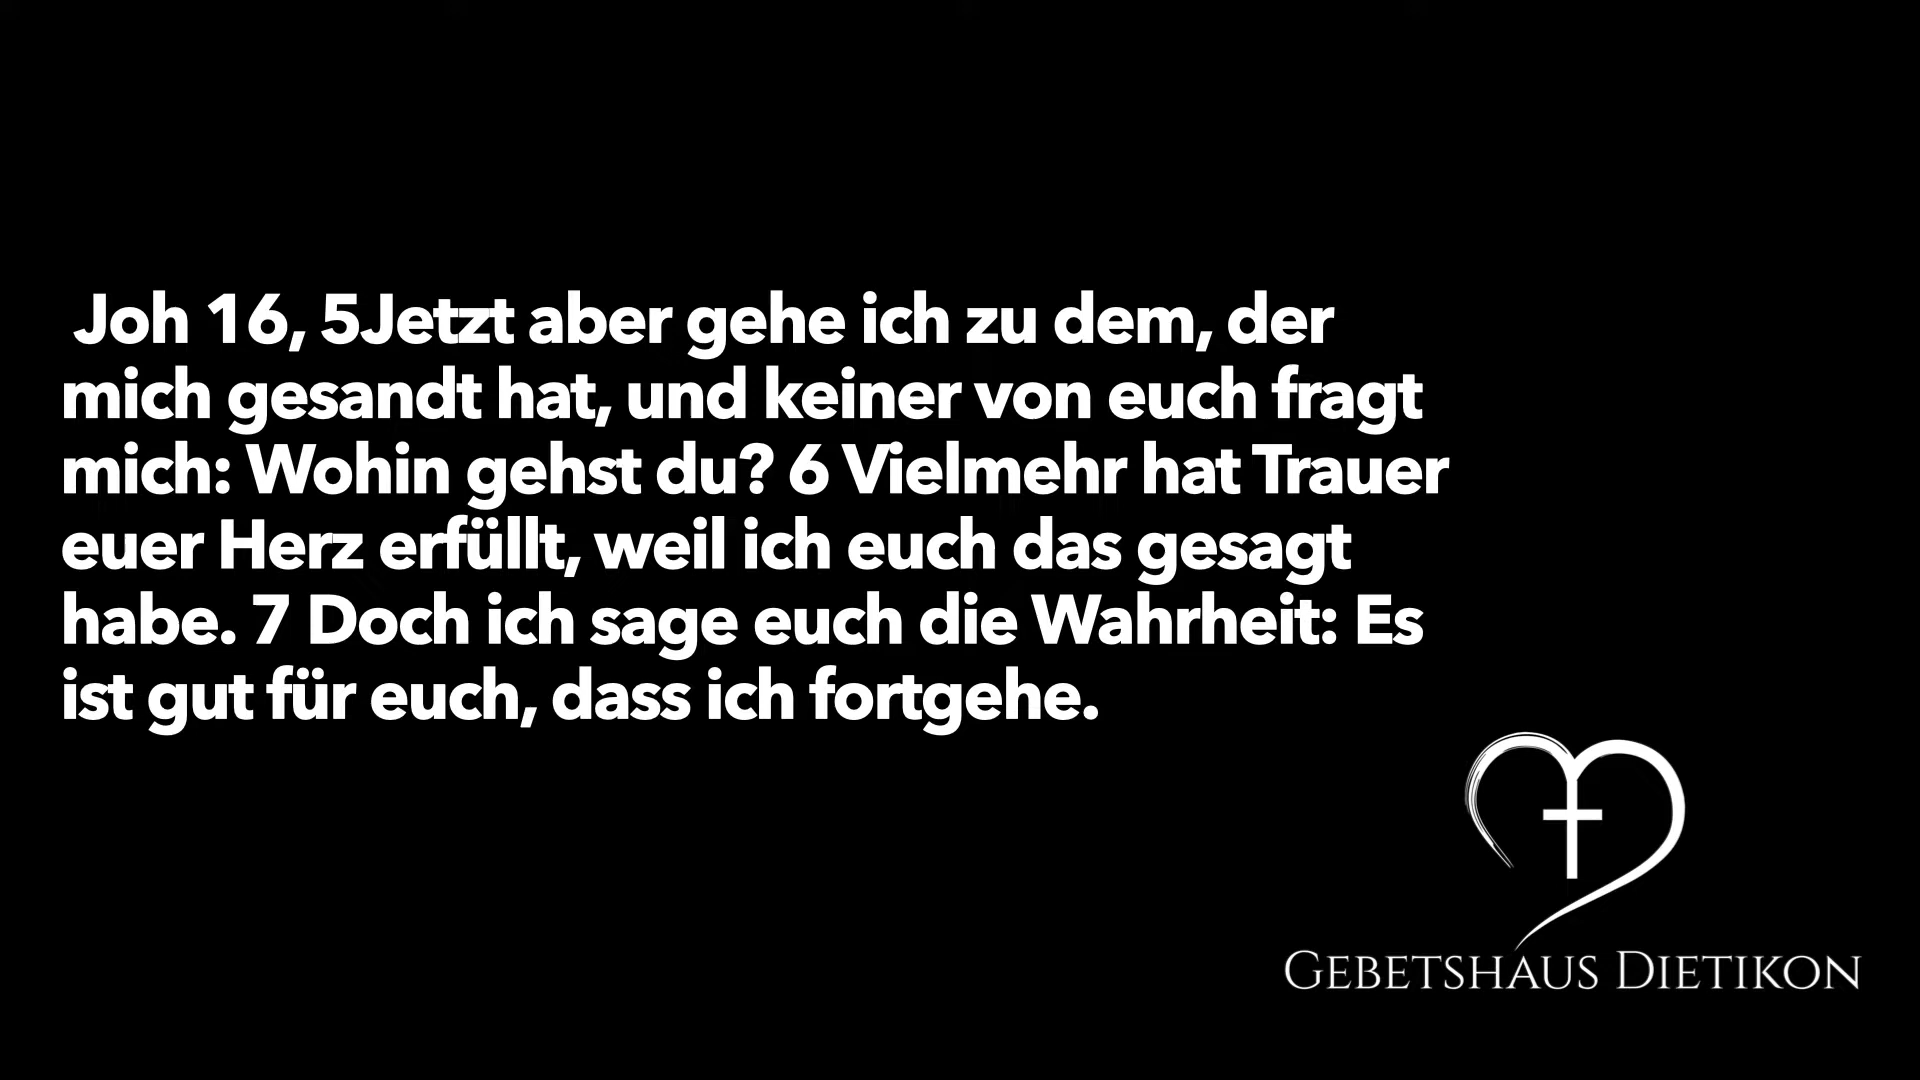 Joh 16, 5Jetzt aber gehe ich zu dem, der
mich gesandt hat, und keiner von euch fragt
mich: Wohin gehst du? 6 Vielmehr hat Trauer
euer Herz erfüllt, weil ich euch das gesagt
habe. 7 Doch ich sage euch die Wahrheit: Es
ist gut für euch, dass ich fortgehe.
GEBETSHAUS DIETIKON